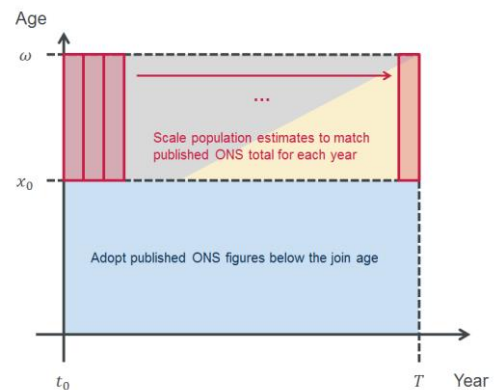 Age
ω
...
Scale population estimates to match
published ONS total for each year
x₀
Adopt published ONS figures below the join age
t₀
T
Year